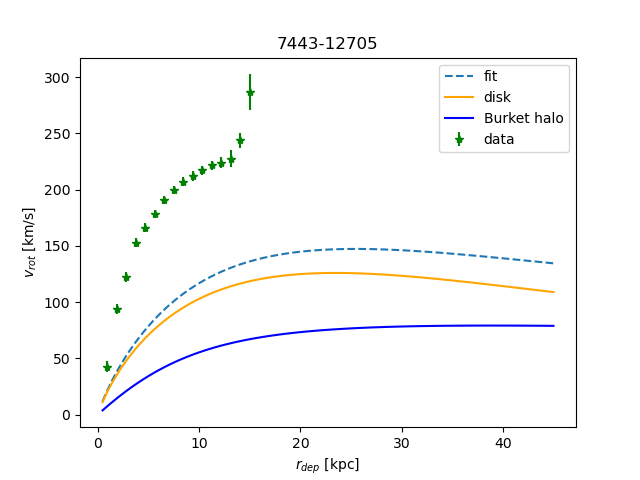 7443-12705
fit
disk
Burket halo
data
300
250
200
150
100
50
0
v_rot [km/s]
0 10 20 30 40
r_dep [kpc]